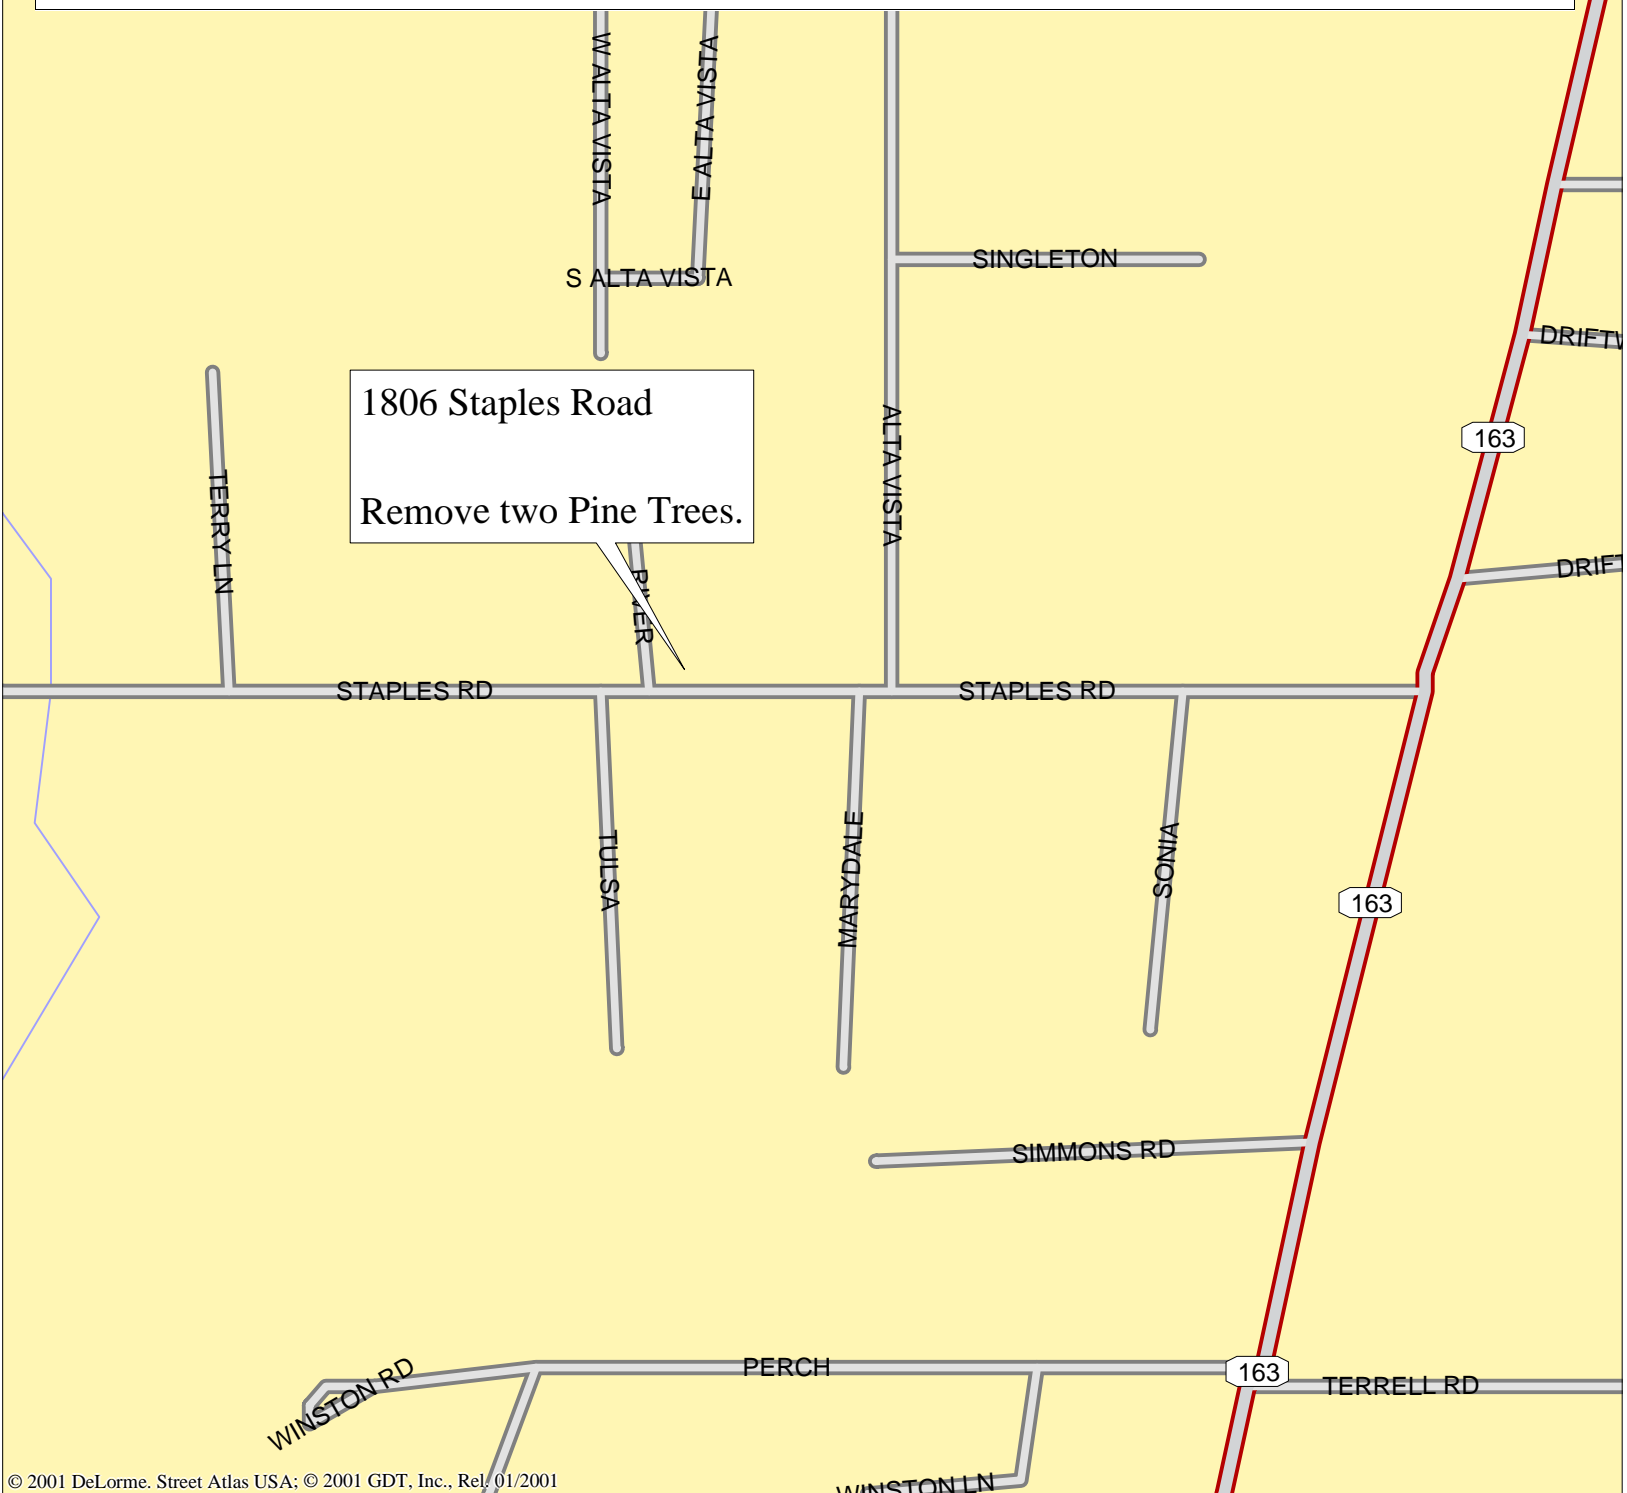 W ALTA VISTA
E ALTA VISTA
S ALTA VISTA
SINGLETON
1806 Staples Road
Remove two Pine Trees.
ALTA VISTA
163
TERRY LN
RIVER
STAPLES RD
STAPLES RD
TULSA
MARYDALE
SONIA
163
SIMMONS RD
WINSTON RD
PERCH
163
TERRELL RD
WINSTON LN
© 2001 DeLorme. Street Atlas USA; © 2001 GDT, Inc., Rel. 01/2001